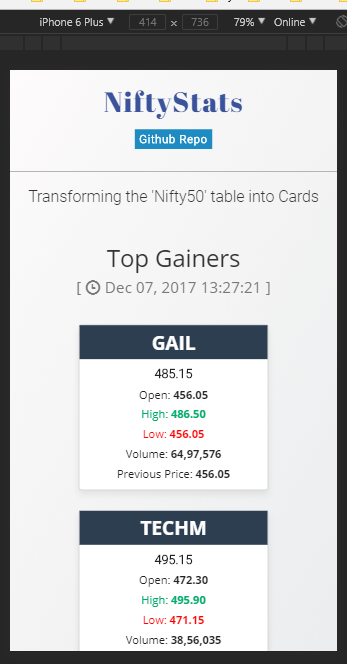 iPhone 6 Plus ▼ 414 × 736 79% ▼ Online ▼
NiftyStats
Github Repo
Transforming the 'Nifty50' table into Cards
Top Gainers
[ Dec 07, 2017 13:27:21 ]
GAIL
485.15
Open: 456.05
High: 486.50
Low: 456.05
Volume: 64,97,576
Previous Price: 456.05
TECHM
495.15
Open: 472.30
High: 495.90
Low: 471.15
Volume: 38,56,035